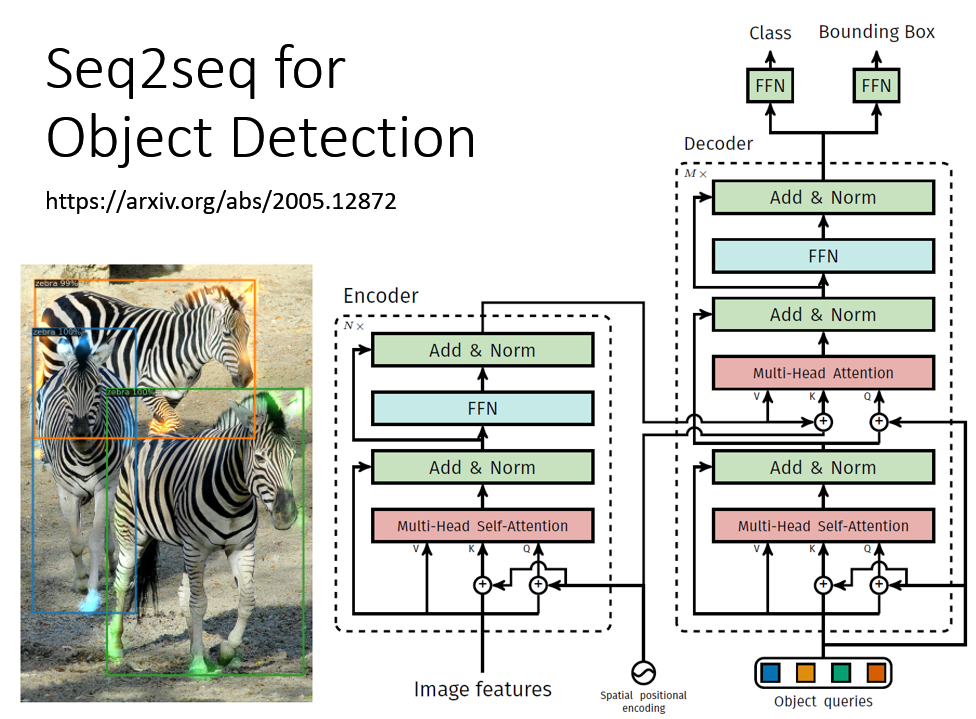 Seq2seq for
Object Detection
https://arxiv.org/abs/2005.12872
zebra 99%
zebra 100%
zebra 100%
Encoder
N×
Add & Norm
FFN
Add & Norm
Multi-Head Self-Attention
V K Q
+ +
Image features
Spatial positional
encoding
Class Bounding Box
FFN FFN
Decoder
M×
Add & Norm
FFN
Add & Norm
Multi-Head Attention
V K Q
+ +
Add & Norm
Multi-Head Self-Attention
V K Q
+ +
Object queries